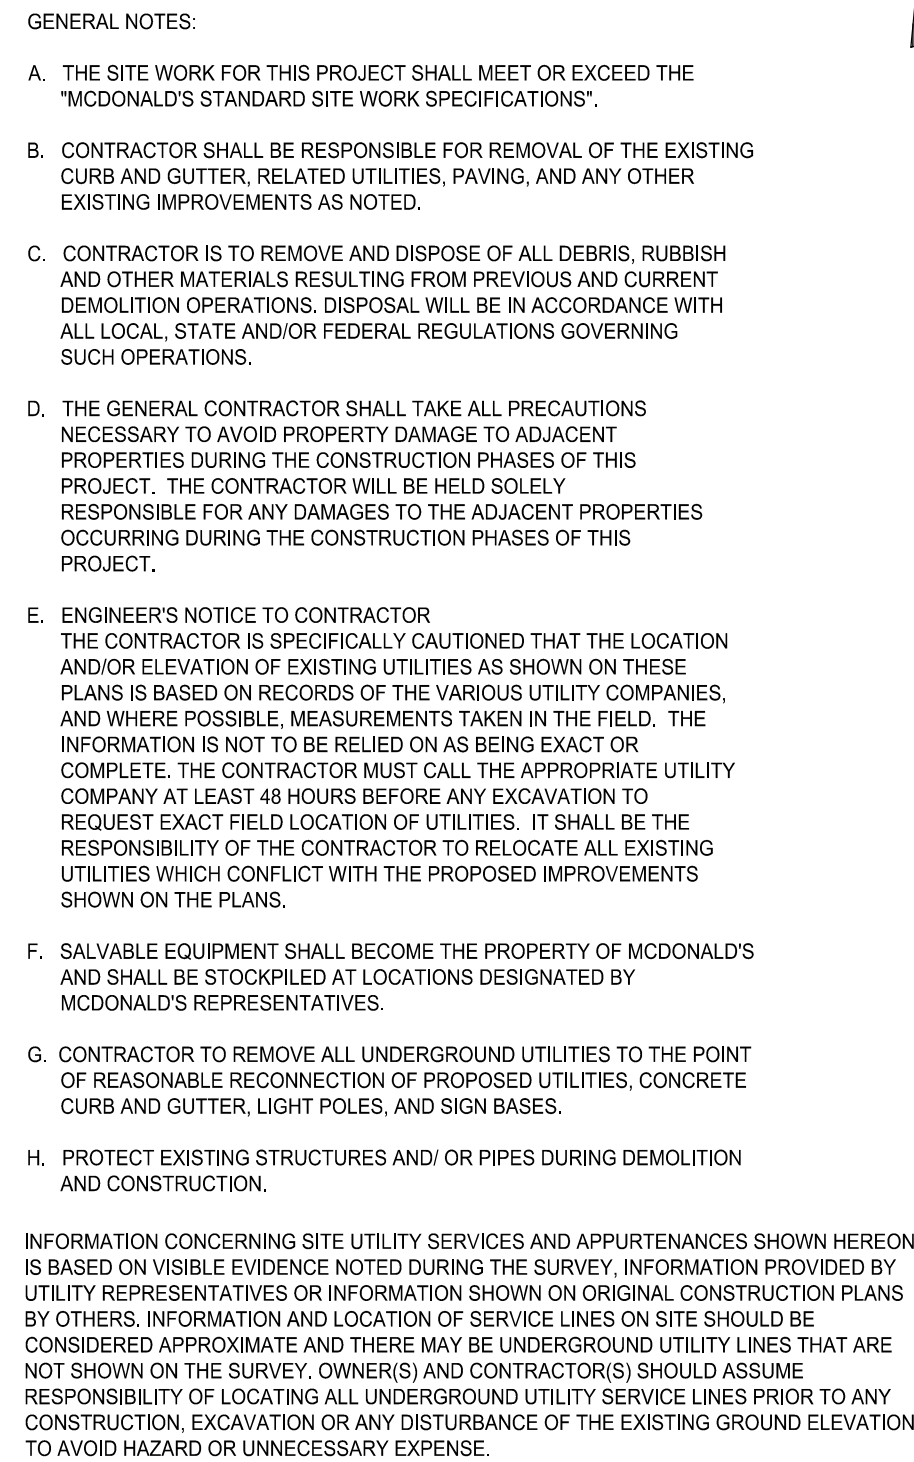 GENERAL NOTES:
A. THE SITE WORK FOR THIS PROJECT SHALL MEET OR EXCEED THE
"MCDONALD'S STANDARD SITE WORK SPECIFICATIONS".
B. CONTRACTOR SHALL BE RESPONSIBLE FOR REMOVAL OF THE EXISTING
CURB AND GUTTER, RELATED UTILITIES, PAVING, AND ANY OTHER
EXISTING IMPROVEMENTS AS NOTED.
C. CONTRACTOR IS TO REMOVE AND DISPOSE OF ALL DEBRIS, RUBBISH
AND OTHER MATERIALS RESULTING FROM PREVIOUS AND CURRENT
DEMOLITION OPERATIONS. DISPOSAL WILL BE IN ACCORDANCE WITH
ALL LOCAL, STATE AND/OR FEDERAL REGULATIONS GOVERNING
SUCH OPERATIONS.
D. THE GENERAL CONTRACTOR SHALL TAKE ALL PRECAUTIONS
NECESSARY TO AVOID PROPERTY DAMAGE TO ADJACENT
PROPERTIES DURING THE CONSTRUCTION PHASES OF THIS
PROJECT. THE CONTRACTOR WILL BE HELD SOLELY
RESPONSIBLE FOR ANY DAMAGES TO THE ADJACENT PROPERTIES
OCCURRING DURING THE CONSTRUCTION PHASES OF THIS
PROJECT.
E. ENGINEER'S NOTICE TO CONTRACTOR
THE CONTRACTOR IS SPECIFICALLY CAUTIONED THAT THE LOCATION
AND/OR ELEVATION OF EXISTING UTILITIES AS SHOWN ON THESE
PLANS IS BASED ON RECORDS OF THE VARIOUS UTILITY COMPANIES,
AND WHERE POSSIBLE, MEASUREMENTS TAKEN IN THE FIELD. THE
INFORMATION IS NOT TO BE RELIED ON AS BEING EXACT OR
COMPLETE. THE CONTRACTOR MUST CALL THE APPROPRIATE UTILITY
COMPANY AT LEAST 48 HOURS BEFORE ANY EXCAVATION TO
REQUEST EXACT FIELD LOCATION OF UTILITIES. IT SHALL BE THE
RESPONSIBILITY OF THE CONTRACTOR TO RELOCATE ALL EXISTING
UTILITIES WHICH CONFLICT WITH THE PROPOSED IMPROVEMENTS
SHOWN ON THE PLANS.
F. SALVABLE EQUIPMENT SHALL BECOME THE PROPERTY OF MCDONALD'S
AND SHALL BE STOCKPILED AT LOCATIONS DESIGNATED BY
MCDONALD'S REPRESENTATIVES.
G. CONTRACTOR TO REMOVE ALL UNDERGROUND UTILITIES TO THE POINT
OF REASONABLE RECONNECTION OF PROPOSED UTILITIES, CONCRETE
CURB AND GUTTER, LIGHT POLES, AND SIGN BASES.
H. PROTECT EXISTING STRUCTURES AND/ OR PIPES DURING DEMOLITION
AND CONSTRUCTION.
INFORMATION CONCERNING SITE UTILITY SERVICES AND APPURTENANCES SHOWN HEREON
IS BASED ON VISIBLE EVIDENCE NOTED DURING THE SURVEY, INFORMATION PROVIDED BY
UTILITY REPRESENTATIVES OR INFORMATION SHOWN ON ORIGINAL CONSTRUCTION PLANS
BY OTHERS. INFORMATION AND LOCATION OF SERVICE LINES ON SITE SHOULD BE
CONSIDERED APPROXIMATE AND THERE MAY BE UNDERGROUND UTILITY LINES THAT ARE
NOT SHOWN ON THE SURVEY. OWNER(S) AND CONTRACTOR(S) SHOULD ASSUME
RESPONSIBILITY OF LOCATING ALL UNDERGROUND UTILITY SERVICE LINES PRIOR TO ANY
CONSTRUCTION, EXCAVATION OR ANY DISTURBANCE OF THE EXISTING GROUND ELEVATION
TO AVOID HAZARD OR UNNECESSARY EXPENSE.